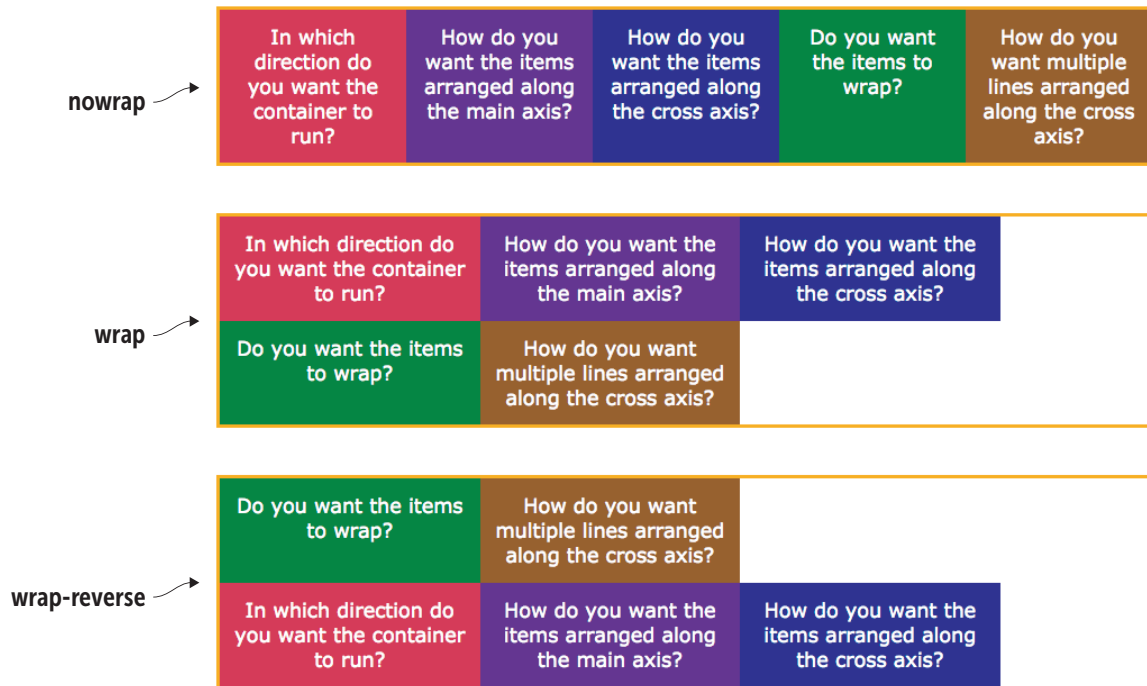 nowrap
In which
direction do
you want the
container to
run?
How do you
want the items
arranged along
the main axis?
How do you
want the items
arranged along
the cross axis?
Do you want
the items to
wrap?
How do you
want multiple
lines arranged
along the cross
axis?
wrap
In which direction do
you want the container
to run?
How do you want the
items arranged along
the main axis?
How do you want the
items arranged along
the cross axis?
Do you want the items
to wrap?
How do you want
multiple lines arranged
along the cross axis?
wrap-reverse
Do you want the items
to wrap?
How do you want
multiple lines arranged
along the cross axis?
In which direction do
you want the container
to run?
How do you want the
items arranged along
the main axis?
How do you want the
items arranged along
the cross axis?